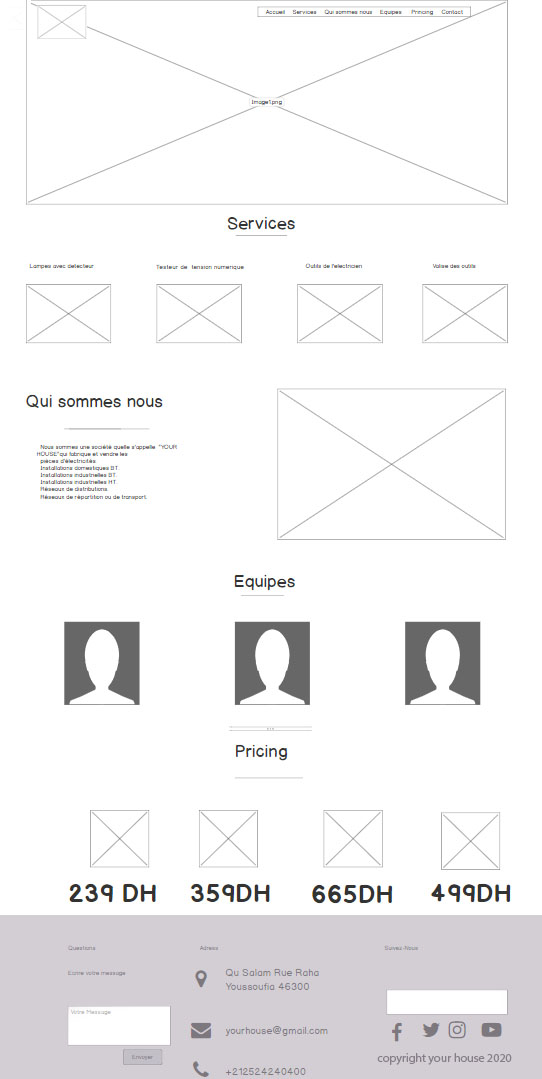 Accueil Services Qui sommes nous Equipes Princing Contact
Image1.png
Services
Lampes avec detecteur
Testeur de tension numerique
Outils de l'electricien
Valise des outils
Qui sommes nous
Nous sommes une société quelle s'appelle "YOUR
HOUSE"qui fabrique et vendre les
pièces d'électricités
Installations domestiques BT.
Installations industrielles BT.
Installations industrielles HT.
Réseaux de distributions.
Réseaux de répartition ou de transport.
Equipes
Pricing
239 DH
359DH
665DH
499DH
Questions
Ecrire votre message
Votre Message
Envoyer
Adress
Qu Salam Rue Raha
Youssoufia 46300
yourhouse@gmail.com
+212524240400
Suivez-Nous
copyright your house 2020